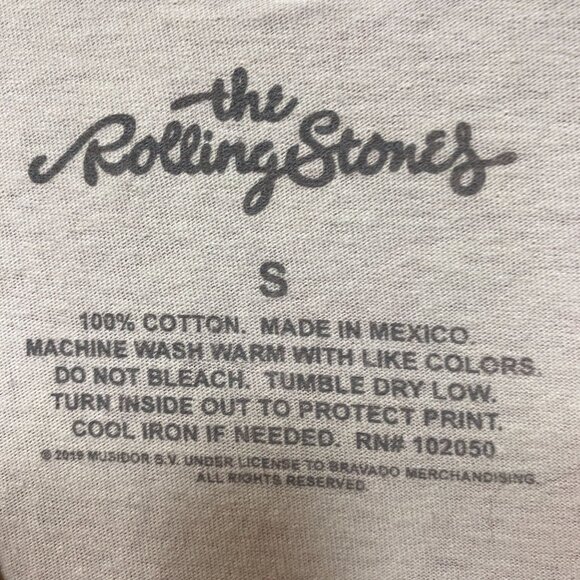 the
Rolling Stones
S
100% COTTON. MADE IN MEXICO.
MACHINE WASH WARM WITH LIKE COLORS.
DO NOT BLEACH. TUMBLE DRY LOW.
TURN INSIDE OUT TO PROTECT PRINT.
COOL IRON IF NEEDED. RN# 102050
© 2019 MUSIDOR B.V. UNDER LICENSE TO BRAVADO MERCHANDISING.
ALL RIGHTS RESERVED.